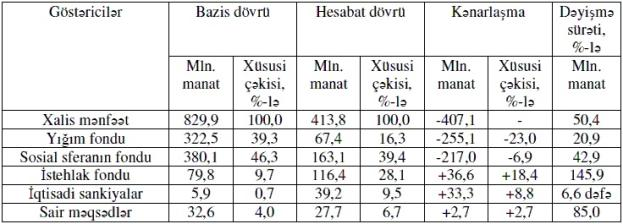 Göstəricilər Bazis dövrü Hesabat dövrü Kənarlaşma Dəyişmə sürəti, %-lə
Mln. manat Xüsusi çəkisi, %-lə Mln. manat Xüsusi çəkisi, %-lə Mln. manat Xüsusi çəkisi, %-lə Mln. manat
Xalis mənfəət 829,9 100,0 413,8 100,0 -407,1 - 50,4
Yığım fondu 322,5 39,3 67,4 16,3 -255,1 -23,0 20,9
Sosial sferanın fondu 380,1 46,3 163,1 39,4 -217,0 -6,9 42,9
İstehlak fondu 79,8 9,7 116,4 28,1 +36,6 +18,4 145,9
İqtisadi sankiyalar 5,9 0,7 39,2 9,5 +33,3 +8,8 6,6 dəfə
Sair məqsədlər 32,6 4,0 27,7 6,7 +2,7 +2,7 85,0